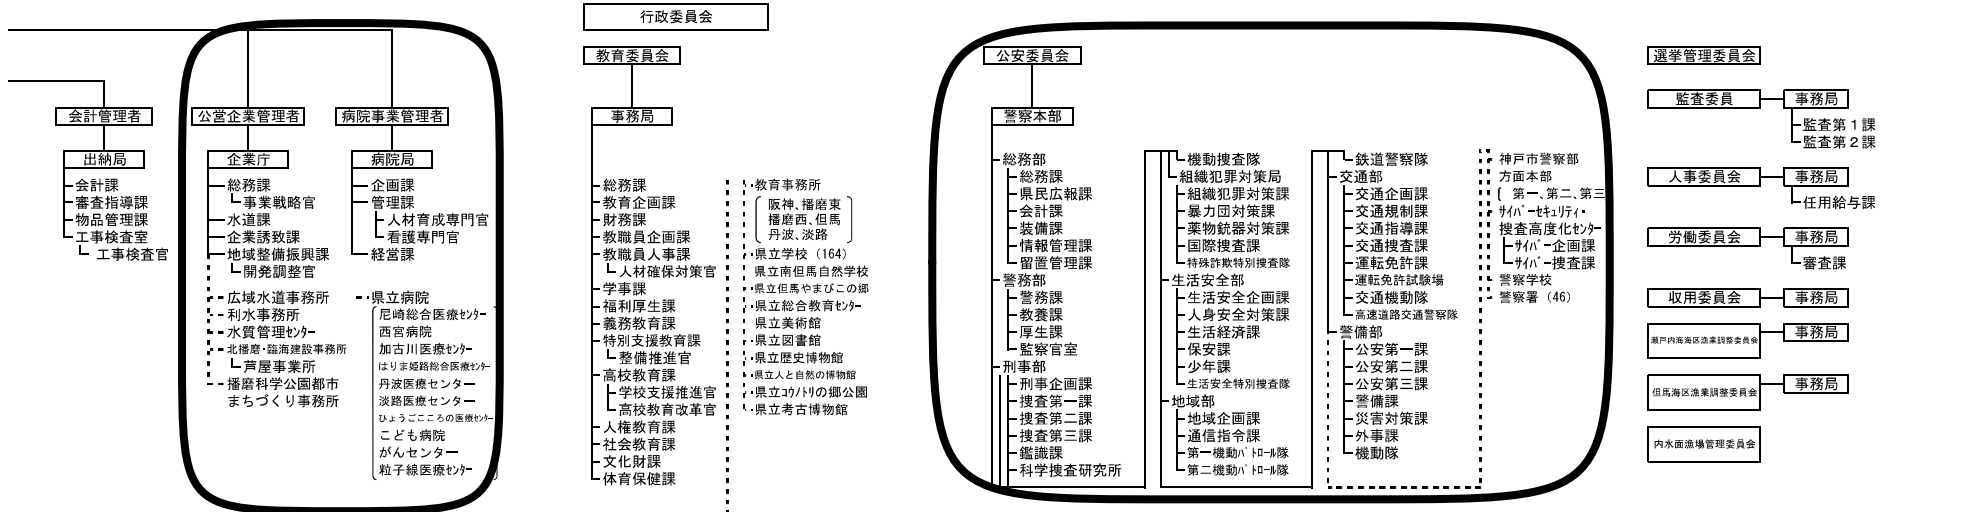 行政委員会
会計管理者
出納局
会計課
審査指導課
物品管理課
工事検査室
工事検査官
公営企業管理者
企業庁
総務課
事業戦略官
水道課
企業誘致課
地域整備振興課
開発調整官
広域水道事務所
利水事務所
水質管理ｾﾝﾀｰ
北播磨・臨海建設事務所
芦屋事業所
播磨科学公園都市
まちづくり事務所
病院事業管理者
病院局
企画課
管理課
人材育成専門官
看護専門官
経営課
県立病院
尼崎総合医療ｾﾝﾀｰ
西宮病院
加古川医療ｾﾝﾀｰ
はりま姫路総合医療ｾﾝﾀｰ
丹波医療センター
淡路医療センター
ひょうごこころの医療ｾﾝﾀｰ
こども病院
がんセンター
粒子線医療ｾﾝﾀｰ
教育委員会
事務局
総務課
教育企画課
財務課
教職員企画課
教職員人事課
人材確保対策官
学事課
福利厚生課
義務教育課
特別支援教育課
整備推進官
高校教育課
学校支援推進官
高校教育改革官
人権教育課
社会教育課
文化財課
体育保健課
教育事務所
阪神、播磨東
播磨西、但馬
丹波、淡路
県立学校（164）
県立南但馬自然学校
県立但馬やまびこの郷
県立総合教育ｾﾝﾀｰ
県立美術館
県立図書館
県立歴史博物館
県立人と自然の博物館
県立ｺｳﾉﾄﾘの郷公園
県立考古博物館
公安委員会
警察本部
総務部
総務課
県民広報課
会計課
装備課
情報管理課
留置管理課
警務部
警務課
教養課
厚生課
監察官室
刑事部
刑事企画課
捜査第一課
捜査第二課
捜査第三課
鑑識課
科学捜査研究所
機動捜査隊
組織犯罪対策局
組織犯罪対策課
暴力団対策課
薬物銃器対策課
国際捜査課
特殊詐欺特別捜査隊
生活安全部
生活安全企画課
人身安全対策課
生活経済課
保安課
少年課
生活安全特別捜査隊
地域部
地域企画課
通信指令課
第一機動ﾊﾟﾄﾛｰﾙ隊
第二機動ﾊﾟﾄﾛｰﾙ隊
鉄道警察隊
交通部
交通企画課
交通規制課
交通指導課
交通捜査課
運転免許課
運転免許試験場
交通機動隊
高速道路交通警察隊
警備部
公安第一課
公安第二課
公安第三課
警備課
災害対策課
外事課
機動隊
神戸市警察部
方面本部
第一、第二、第三
ｻｲﾊﾞｰｾｷｭﾘﾃｨ・
捜査高度化ｾﾝﾀｰ
ｻｲﾊﾞｰ企画課
ｻｲﾊﾞｰ捜査課
警察学校
警察署（46）
選挙管理委員会
監査委員
事務局
監査第１課
監査第２課
人事委員会
事務局
任用給与課
労働委員会
事務局
審査課
収用委員会
事務局
瀬戸内海海区漁業調整委員会
事務局
但馬海区漁業調整委員会
事務局
内水面漁場管理委員会